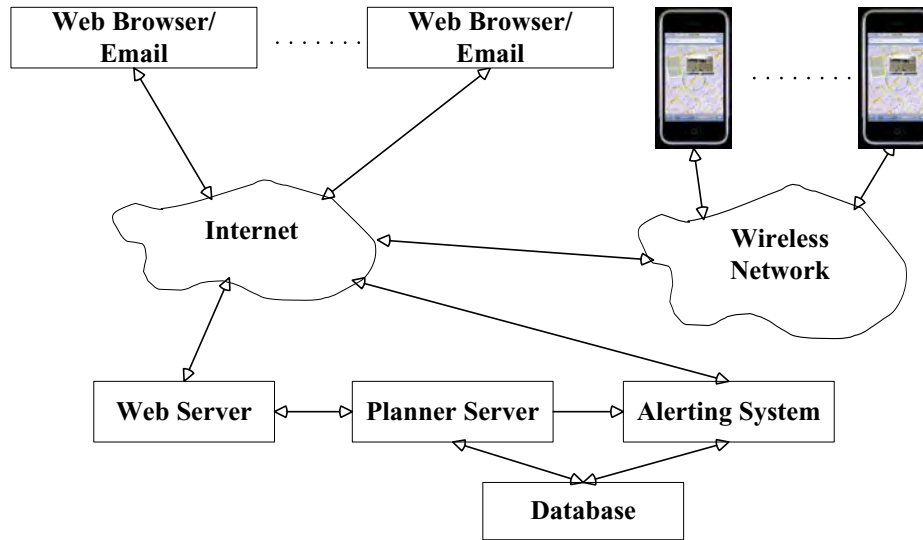 Web Browser/
Email
Web Browser/
Email
Internet
Wireless
Network
Web Server
Planner Server
Alerting System
Database